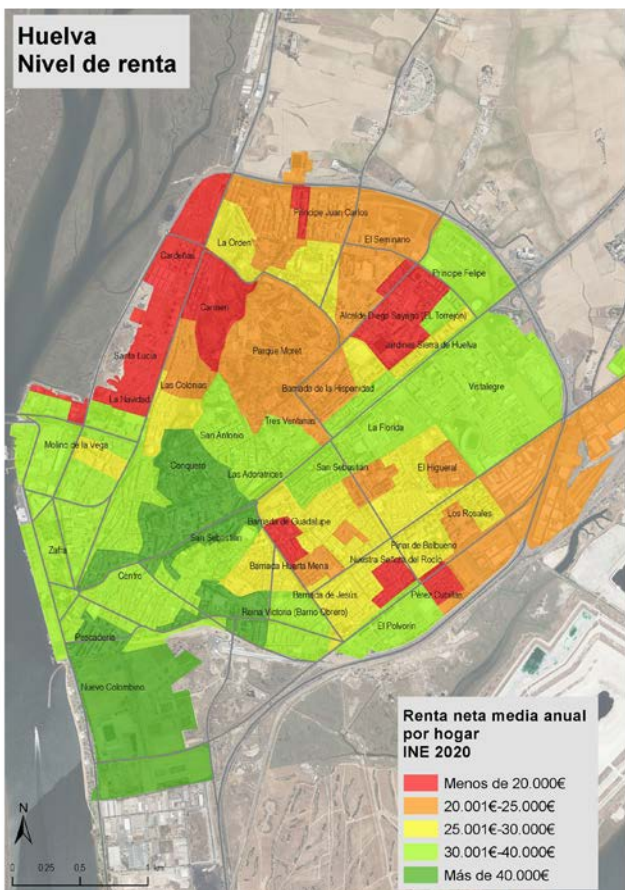 Huelva
Nivel de renta
Príncipe Juan Carlos
La Orden
El Seminario
Cardeñas
Príncipe Felipe
Carmen
Alcalde Diego Sayago (EL Torrejón)
Jardines Sierra de Huelva
Santa Lucía
Parque Moret
Las Colonias
Barriada de la Hispanidad
Vistalegre
La Navidad
Tres Ventanas
La Florida
San Antonio
Molino de la Vega
Conquero
Las Adoratrices
San Sebastián
El Higueral
Los Rosales
Barriada de Guadalupe
San Sebastián
Pinar de Balbueno
Zafra
Nuestra Señora del Rocío
Barriada Huerta Mena
Centro
Barriada de Jesús
Pérez Cubillas
Reina Victoria (Barrio Obrero)
El Polvorín
Pescadería
Nuevo Colombino
Renta neta media anual
por hogar
INE 2020
Menos de 20.000€
20.001€-25.000€
25.001€-30.000€
30.001€-40.000€
Más de 40.000€
N
0 0.25 0.5 1 km